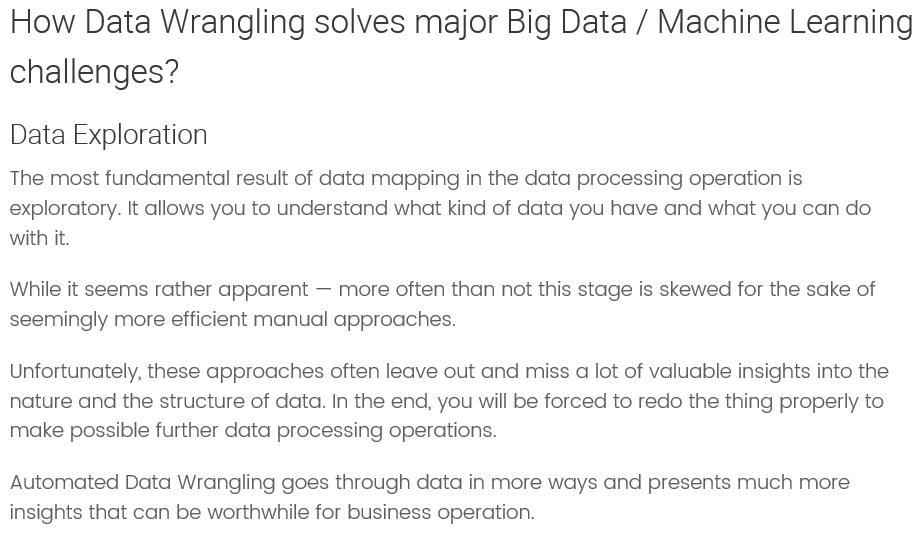 How Data Wrangling solves major Big Data / Machine Learning
challenges?
Data Exploration
The most fundamental result of data mapping in the data processing operation is
exploratory. It allows you to understand what kind of data you have and what you can do
with it.
While it seems rather apparent — more often than not this stage is skewed for the sake of
seemingly more efficient manual approaches.
Unfortunately, these approaches often leave out and miss a lot of valuable insights into the
nature and the structure of data. In the end, you will be forced to redo the thing properly to
make possible further data processing operations.
Automated Data Wrangling goes through data in more ways and presents much more
insights that can be worthwhile for business operation.